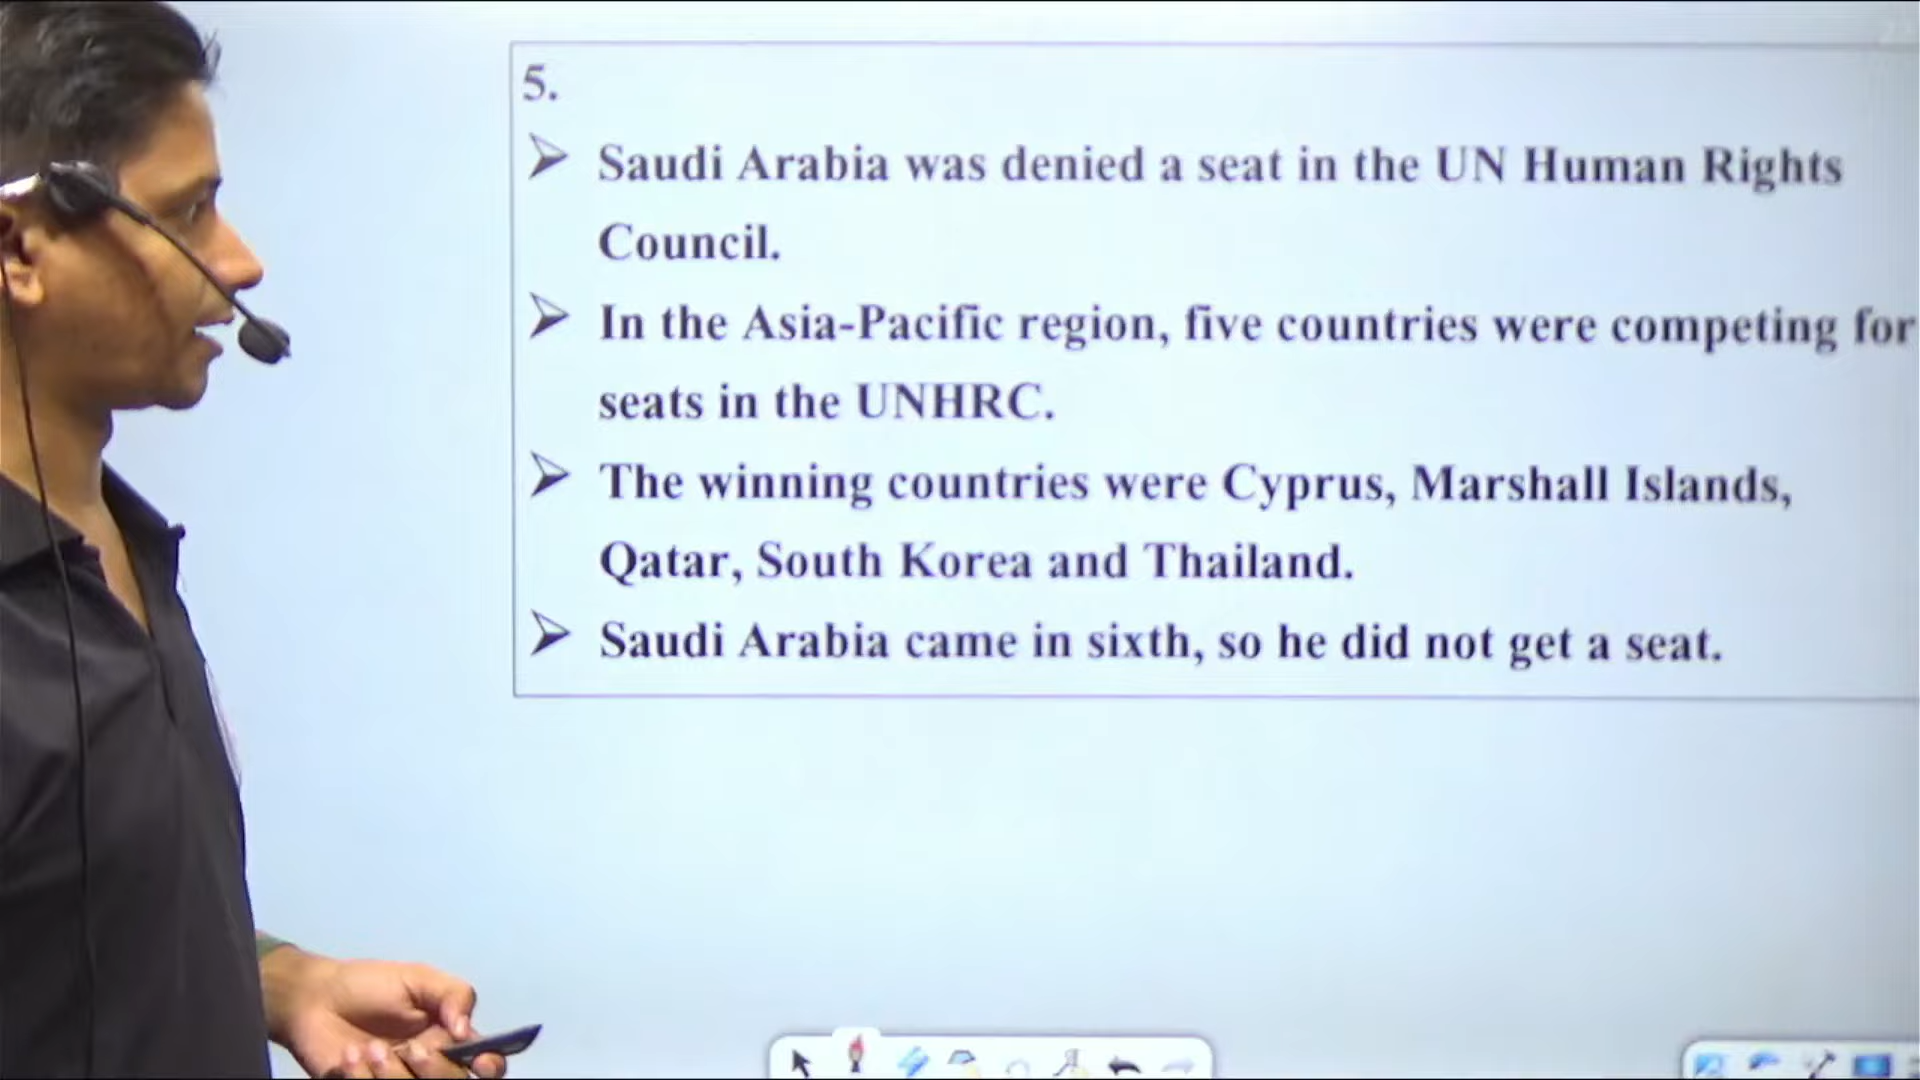 5.
Saudi Arabia was denied a seat in the UN Human Rights
Council.
In the Asia-Pacific region, five countries were competing for
seats in the UNHRC.
The winning countries were Cyprus, Marshall Islands,
Qatar, South Korea and Thailand.
Saudi Arabia came in sixth, so he did not get a seat.